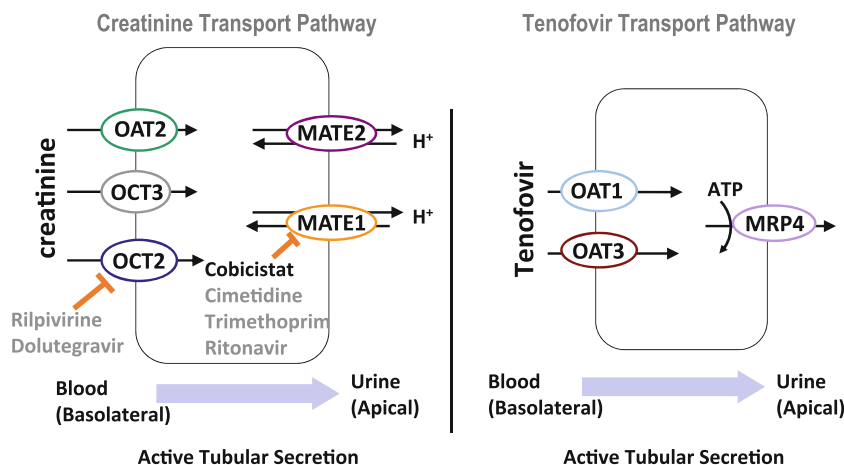 Creatinine Transport Pathway
creatinine
OAT2
OCT3
OCT2
MATE2
H⁺
MATE1
H⁺
Cobicistat
Cimetidine
Trimethoprim
Ritonavir
Rilpivirine
Dolutegravir
Blood
(Basolateral)
Urine
(Apical)
Active Tubular Secretion
Tenofovir Transport Pathway
Tenofovir
OAT1
OAT3
ATP
MRP4
Blood
(Basolateral)
Urine
(Apical)
Active Tubular Secretion